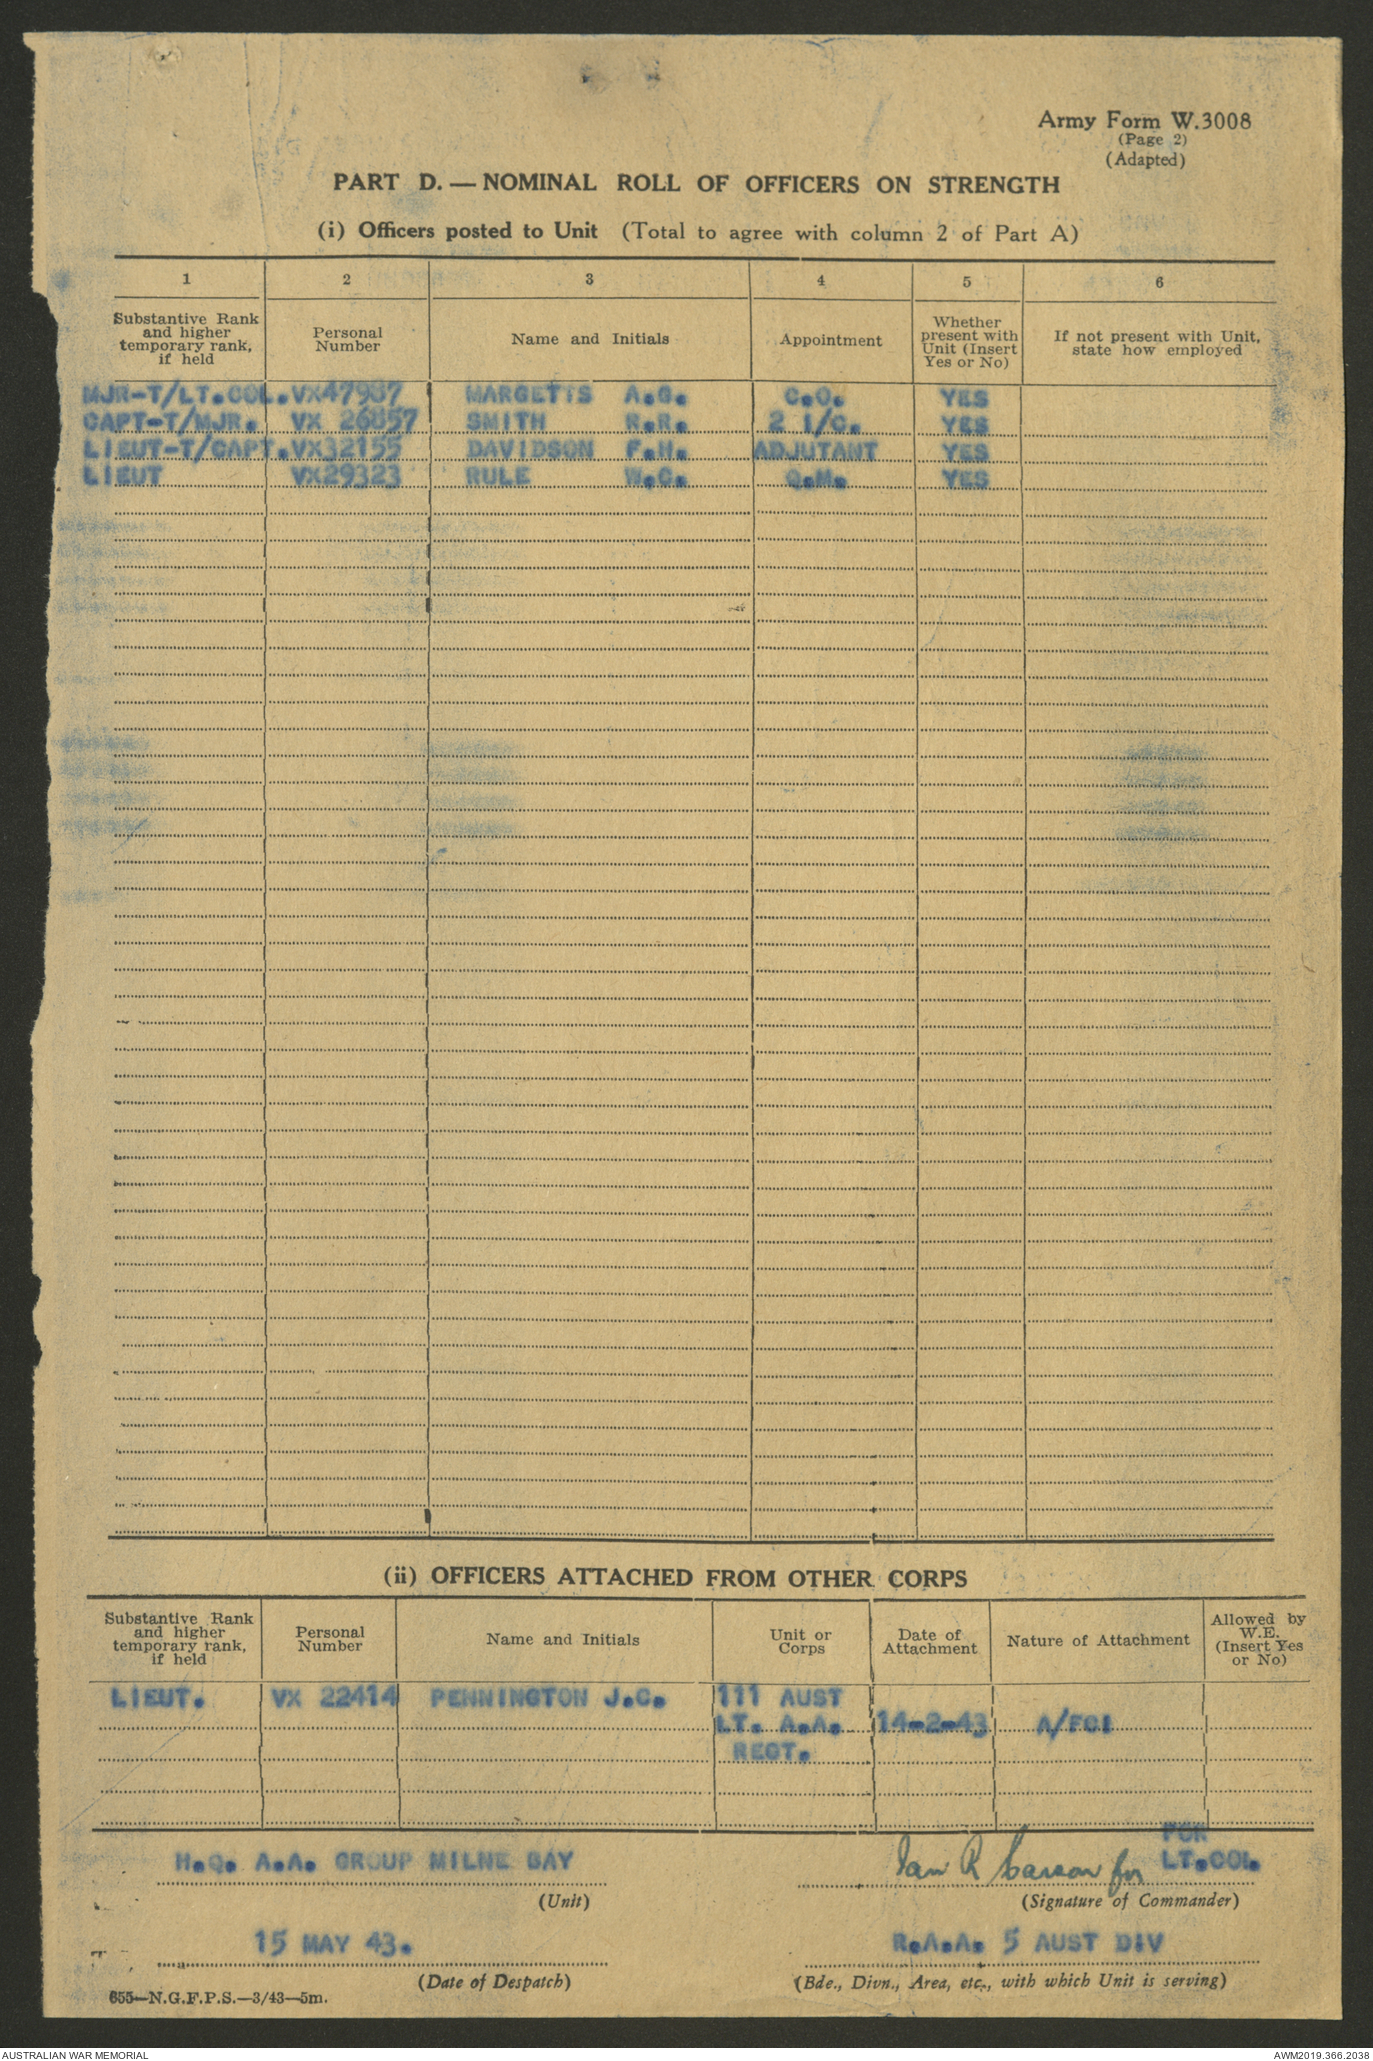 Army Form W.3008
(Page 2)
(Adapted)
PART D. — NOMINAL ROLL OF OFFICERS ON STRENGTH
(i) Officers posted to Unit (Total to agree with column 2 of Part A)
1 2 3 4 5 6
Substantive Rank and higher temporary rank, if held Personal Number Name and Initials Appointment Whether present with Unit (Insert Yes or No) If not present with Unit, state how employed
MJR-T/LT.COL. VX47987 MARGETTS A.G. C.O. YES
CAPT-T/MJR. VX 26857 SMITH R.R. 2 I/C. YES
LIEUT-T/CAPT. VX32155 DAVIDSON F.H. ADJUTANT YES
LIEUT VX29323 RULE W.C. Q.M. YES
(ii) OFFICERS ATTACHED FROM OTHER CORPS
Substantive Rank and higher temporary rank, if held Personal Number Name and Initials Unit or Corps Date of Attachment Nature of Attachment Allowed by W.E. (Insert Yes or No)
LIEUT. VX 22414 PENNINGTON J.C. 111 AUST
LT. A.A. 14-2-43 A/FCI
REGT.
FOR
H.Q. A.A. GROUP MILNE BAY Ian R Carson for LT.COL.
(Unit) (Signature of Commander)
15 MAY 43. R.A.A. 5 AUST DIV
(Date of Despatch) (Bde., Divn., Area, etc., with which Unit is serving)
655—N.G.F.P.S.—3/43—5m.
AUSTRALIAN WAR MEMORIAL AWM2019.366.2038